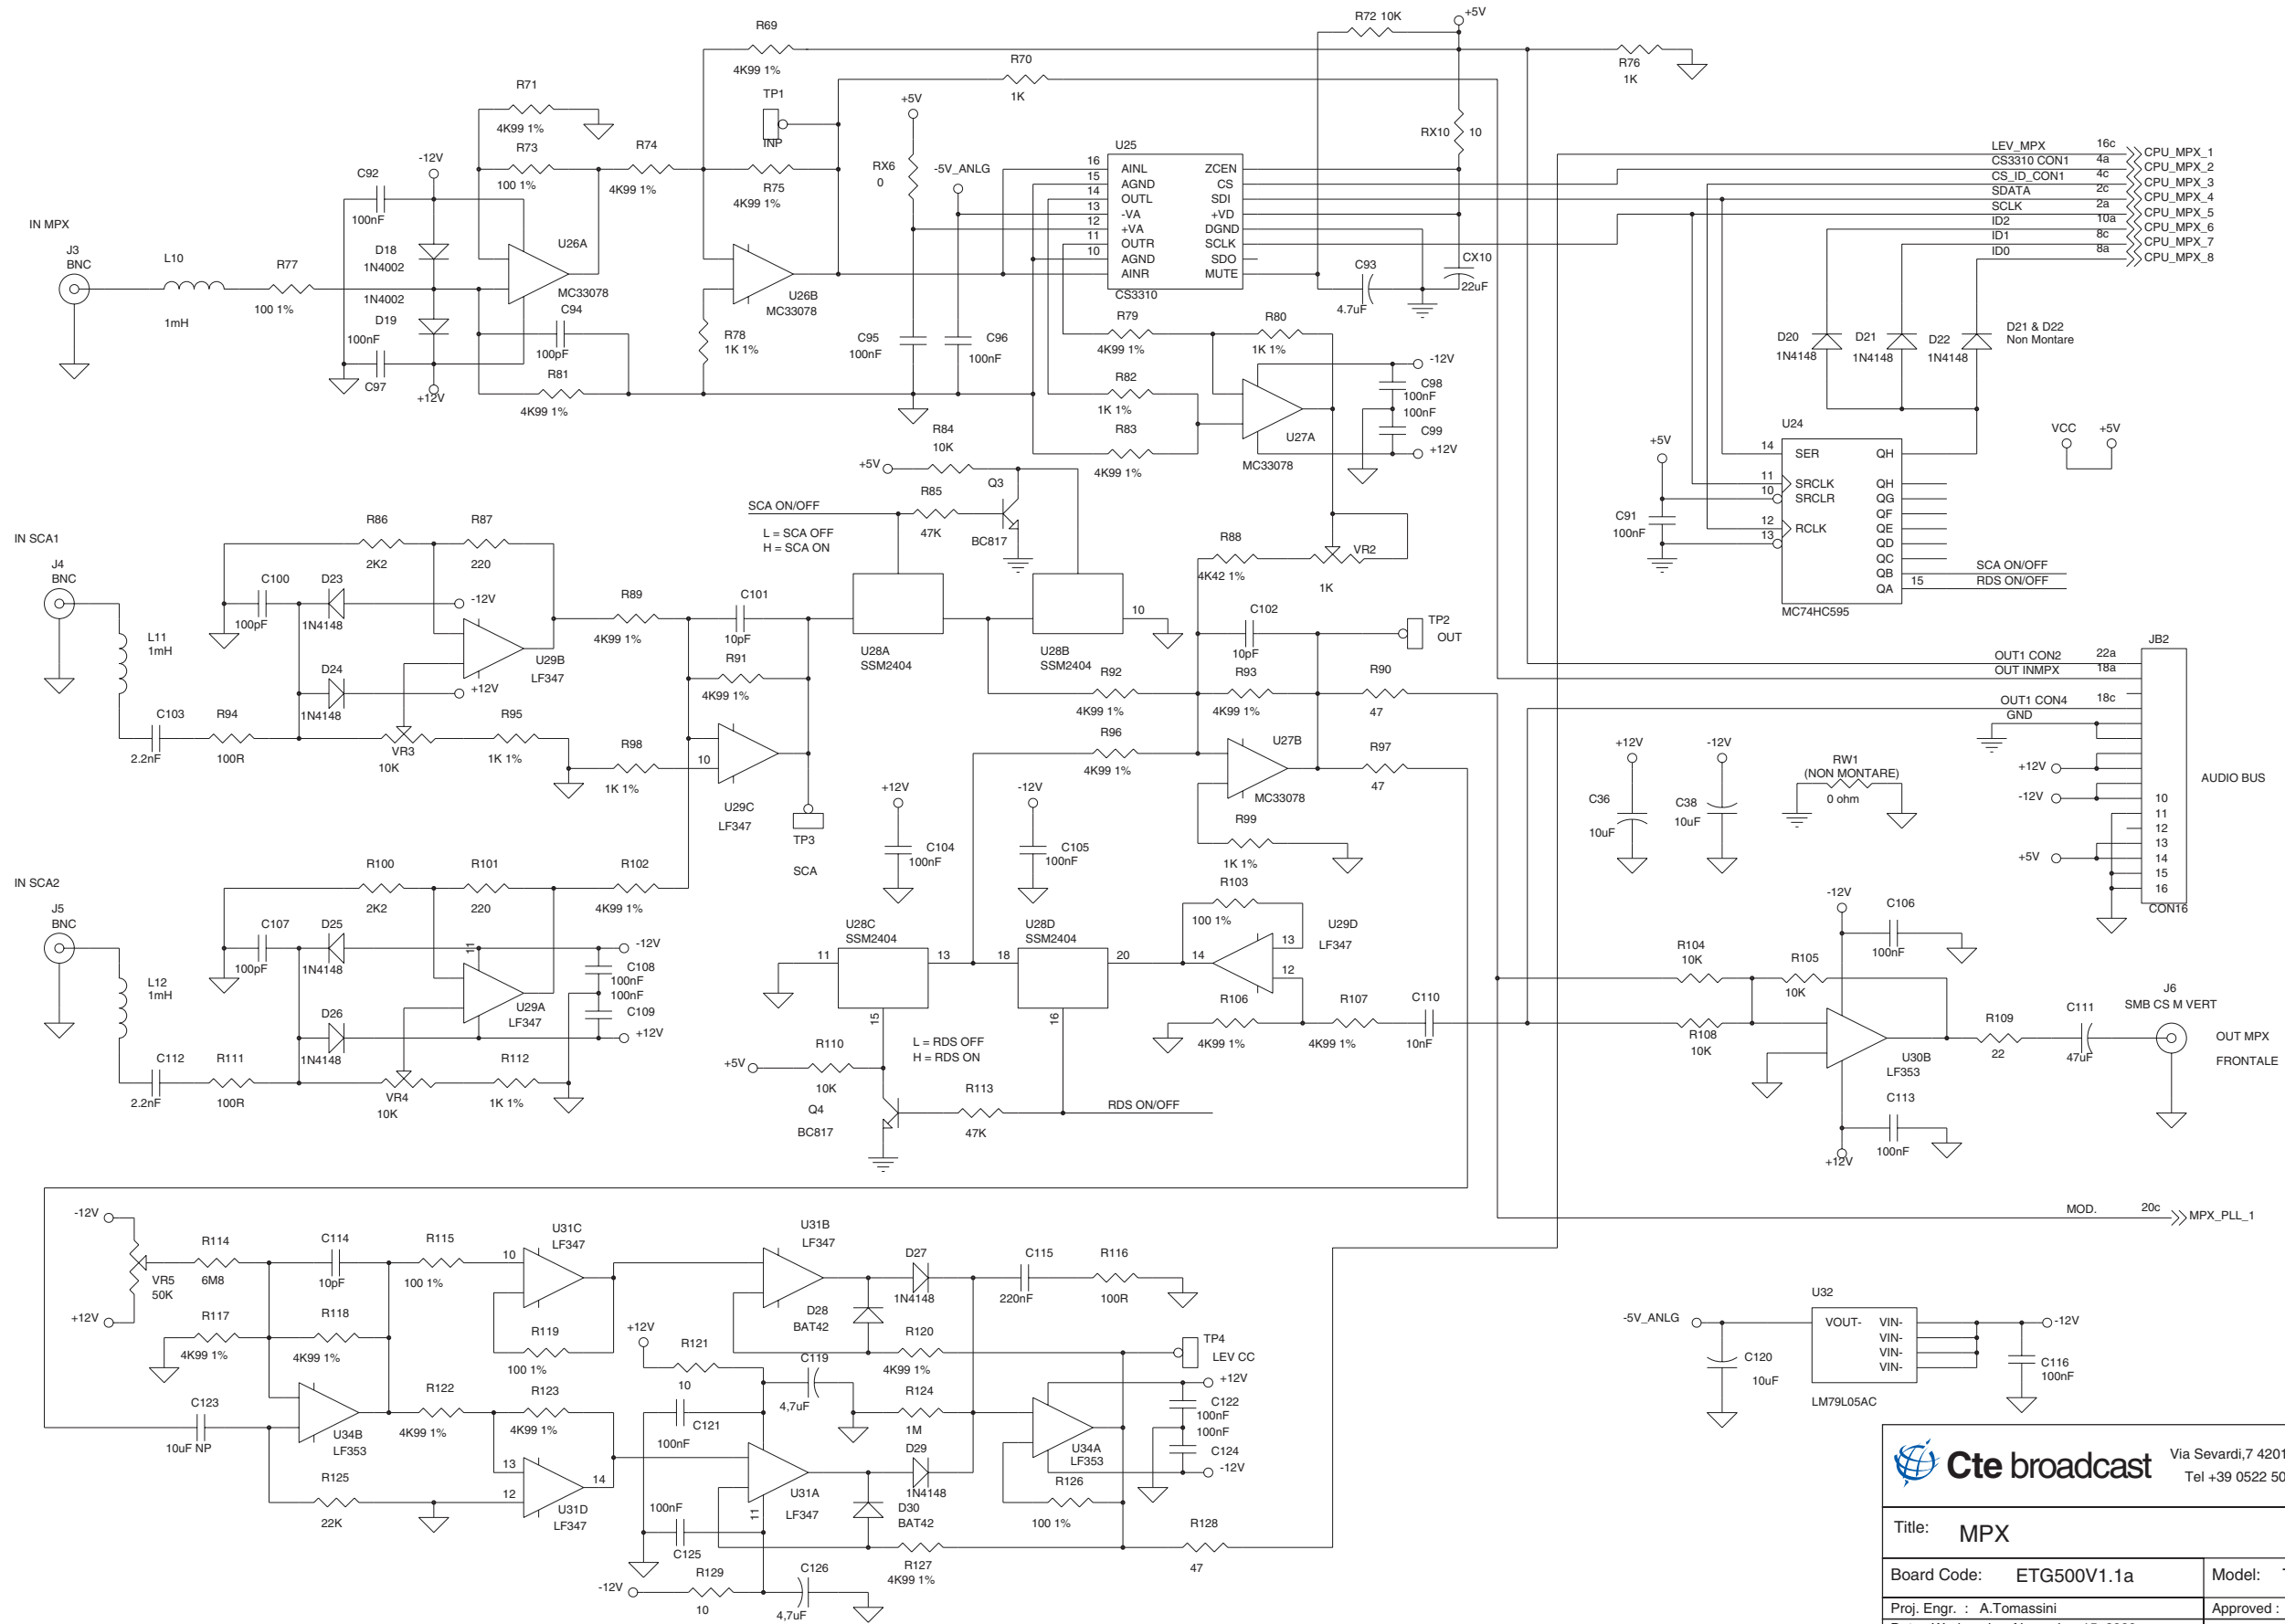 R69
4K99 1%
R72 10K
+5V
R76
1K
R70
1K
R71
4K99 1%
TP1
INP
+5V
RX10
10
R73
100 1%
R74
4K99 1%
R75
4K99 1%
RX6
0
-5V_ANLG
U25
16
15
14
13
12
11
10
AINL
AGND
OUTL
-VA
+VA
OUTR
AGND
AINR
ZCEN
CS
SDI
+VD
DGND
SCLK
SDO
MUTE
CS3310
LEV_MPX 16c CPU_MPX_1
CS3310 CON1 4a CPU_MPX_2
CS_ID_CON1 4c CPU_MPX_3
SDATA 2c CPU_MPX_4
SCLK 2a CPU_MPX_5
ID2 10a CPU_MPX_6
ID1 8c CPU_MPX_7
ID0 8a CPU_MPX_8
C92
100nF
-12V
IN MPX
J3
BNC
L10
1mH
R77
100 1%
D18
1N4002
1N4002
D19
100nF
C97
+12V
U26A
MC33078
C94
100pF
R81
4K99 1%
U26B
MC33078
R78
1K 1%
C95
100nF
C96
100nF
C93
4.7uF
CX10
22uF
R79
4K99 1%
R80
1K 1%
R82
1K 1%
R83
4K99 1%
U27A
MC33078
-12V
C98
100nF
100nF
C99
+12V
D20
1N4148
D21
1N4148
D22
1N4148
D21 & D22
Non Montare
U24
+5V
14
11
10
12
13
SER
SRCLK
SRCLR
RCLK
QH
QH
QG
QF
QE
QD
QC
QB
QA
15
SCA ON/OFF
RDS ON/OFF
MC74HC595
C91
100nF
VCC
+5V
R84
10K
+5V
R85
47K
Q3
BC817
SCA ON/OFF
L = SCA OFF
H = SCA ON
IN SCA1
J4
BNC
L11
1mH
R86
2K2
R87
220
C100
100pF
D23
1N4148
-12V
D24
1N4148
+12V
U29B
LF347
C103
2.2nF
R94
100R
VR3
10K
R95
1K 1%
R89
4K99 1%
C101
10pF
R91
4K99 1%
R98
1K 1%
10
U29C
LF347
TP3
SCA
U28A
SSM2404
U28B
SSM2404
10
R88
4K42 1%
VR2
1K
C102
10pF
TP2
OUT
R92
4K99 1%
R93
4K99 1%
R90
47
R96
4K99 1%
U27B
MC33078
R97
47
R99
1K 1%
OUT1 CON2 22a
OUT INMPX 18a
OUT1 CON4 18c
GND
+12V
-12V
+5V
JB2
10
11
12
13
14
15
16
CON16
AUDIO BUS
+12V
C36
10uF
-12V
C38
10uF
RW1
(NON MONTARE)
0 ohm
IN SCA2
J5
BNC
L12
1mH
R100
2K2
R101
220
R102
4K99 1%
C107
100pF
D25
1N4148
11
-12V
C108
100nF
100nF
C109
+12V
U29A
LF347
D26
1N4148
C112
2.2nF
R111
100R
VR4
10K
R112
1K 1%
+12V
C104
100nF
-12V
C105
100nF
U28C
SSM2404
11
13
15
U28D
SSM2404
18
20
16
R103
100 1%
U29D
LF347
14
13
12
R106
4K99 1%
R107
4K99 1%
C110
10nF
L = RDS OFF
H = RDS ON
+5V
R110
10K
Q4
BC817
R113
47K
RDS ON/OFF
R104
10K
R105
10K
R108
10K
-12V
C106
100nF
U30B
LF353
C113
100nF
+12V
R109
22
C111
47uF
J6
SMB CS M VERT
OUT MPX
FRONTALE
MOD. 20c MPX_PLL_1
-12V
VR5
50K
+12V
R114
6M8
C114
10pF
R115
100 1%
R117
4K99 1%
R118
4K99 1%
U31C
LF347
10
R119
100 1%
U31B
LF347
D27
1N4148
D28
BAT42
C115
220nF
R116
100R
R120
4K99 1%
TP4
LEV CC
+12V
R121
10
C119
4,7uF
R124
1M
C121
100nF
D29
1N4148
U34A
LF353
+12V
C122
100nF
100nF
C124
-12V
R126
100 1%
C123
10uF NP
U34B
LF353
R122
4K99 1%
R123
4K99 1%
13
12
14
U31D
LF347
R125
22K
100nF
C125
11
U31A
LF347
D30
BAT42
R127
4K99 1%
R128
47
-12V
R129
10
C126
4,7uF
U32
-5V_ANLG
VOUT-
VIN-
VIN-
VIN-
VIN-
-12V
C120
10uF
LM79L05AC
C116
100nF
Cte broadcast
Via Sevardi,7 4201
Tel +39 0522 50
Title: MPX
Board Code: ETG500V1.1a
Model:
Proj. Engr. : A.Tomassini
Approved :